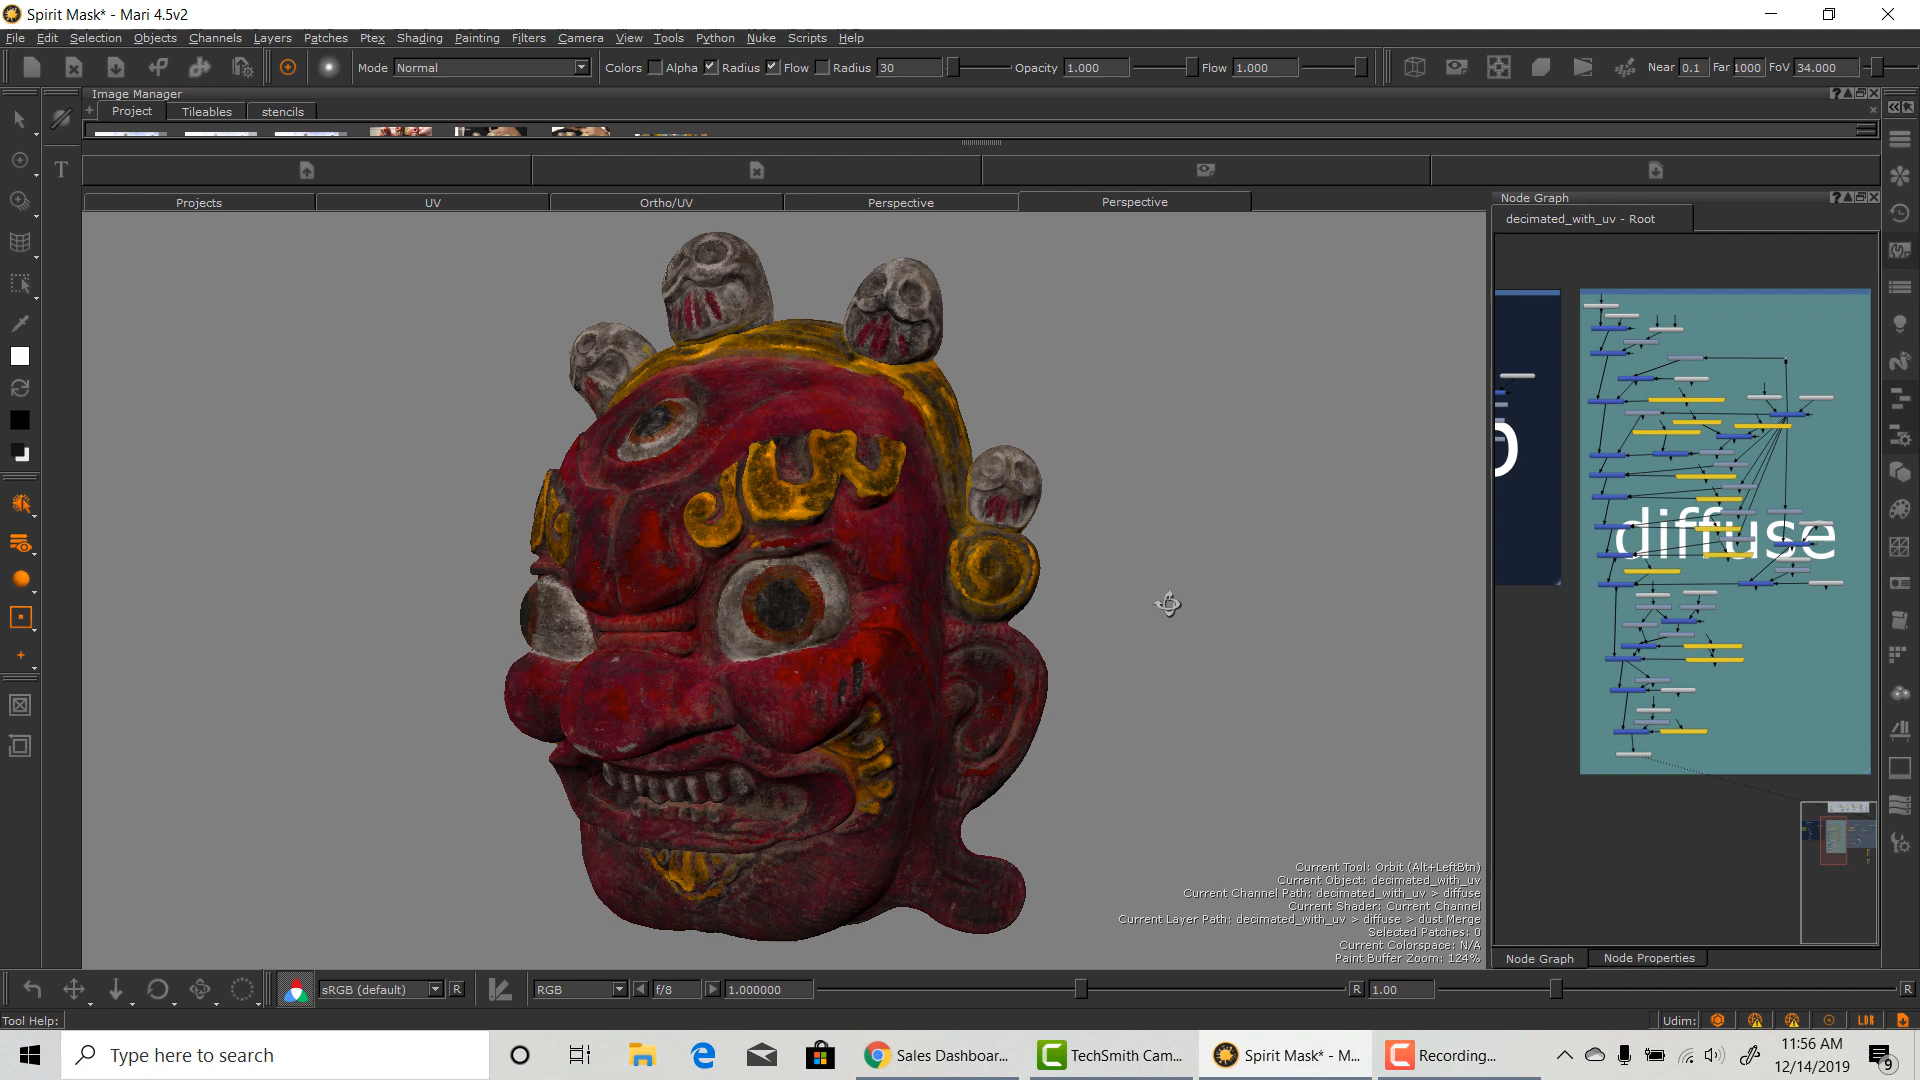 Spirit Mask* - Mari 4.5v2
File Edit Selection Objects Channels Layers Patches Ptex Shading Painting Filters Camera View Tools Python Nuke Scripts Help
Mode Normal Colors Alpha Radius Flow Radius 30 Opacity 1.000 Flow 1.000 Near 0.1 Far 1000 FoV 34.000
Image Manager
Project Tileables stencils
T
Projects UV Ortho/UV Perspective Perspective
Node Graph
decimated_with_uv - Root
diffuse
Current Tool: Orbit (Alt+LeftBtn)
Current Object: decimated_with_uv
Current Channel Path: decimated_with_uv > diffuse
Current Shader: Current Channel
Current Layer Path: decimated_with_uv > diffuse > dust Merge
Selected Patches: 0
Current Colorspace: N/A
Paint Buffer Zoom: 124%
Node Graph Node Properties
sRGB (default) R RGB f/8 1.000000 R 1.00 R
Tool Help: Udim: LDR
Type here to search Sales Dashboar... TechSmith Cam... Spirit Mask* - M... Recording... 11:56 AM
12/14/2019 9